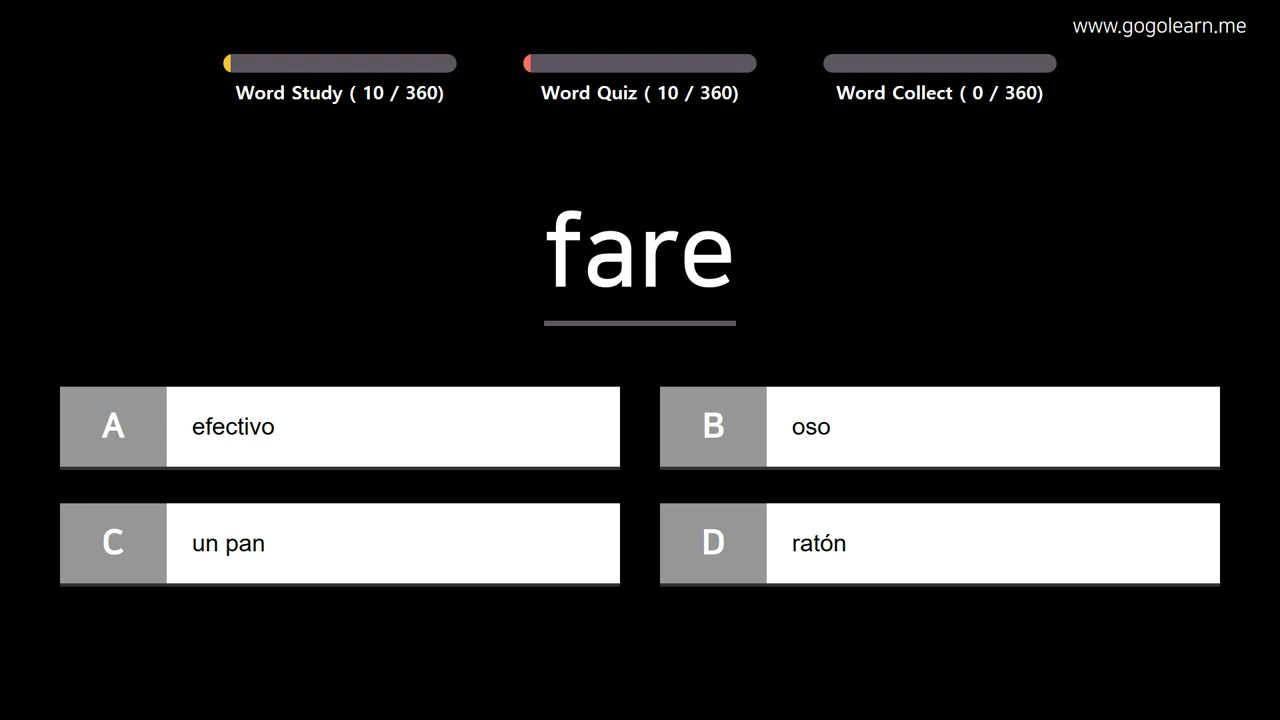 www.gogolearn.me
Word Study ( 10 / 360)
Word Quiz ( 10 / 360)
Word Collect ( 0 / 360)
fare
A efectivo
B oso
C un pan
D ratón